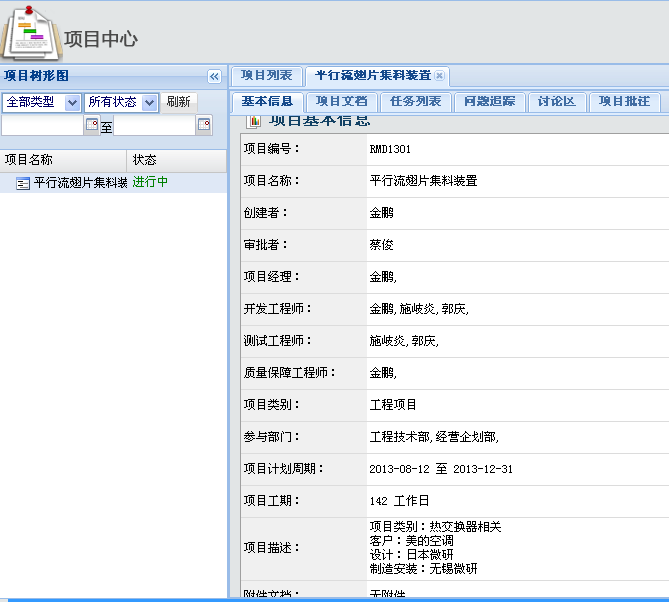 项目中心
项目树形图
全部类型 所有状态 刷新
至
项目名称 状态
平行流翅片集料装 进行中
项目列表 平行流翅片集料装置
基本信息 项目文档 任务列表 问题追踪 讨论区 项目批注
项目基本信息
项目编号： RMD1301
项目名称： 平行流翅片集料装置
创建者： 金鹏
审批者： 蔡俊
项目经理： 金鹏,
开发工程师： 金鹏,施岐炎,郭庆,
测试工程师： 施岐炎,郭庆,
质量保障工程师： 金鹏,
项目类别： 工程项目
参与部门： 工程技术部,经营企划部,
项目计划周期： 2013-08-12 至 2013-12-31
项目工期： 142 工作日
项目描述： 项目类别：热交换器相关
客户：美的空调
设计：日本微研
制造安装：无锡微研
附件文档： 无附件